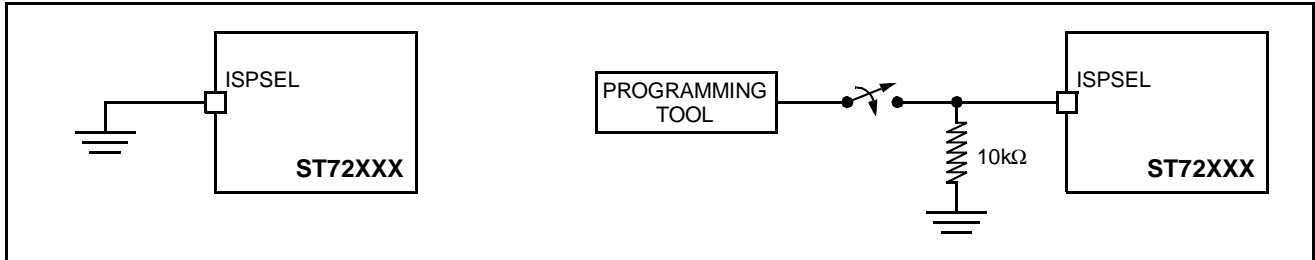 ISPSEL
ST72XXX
PROGRAMMING
TOOL
ISPSEL
10kΩ
ST72XXX